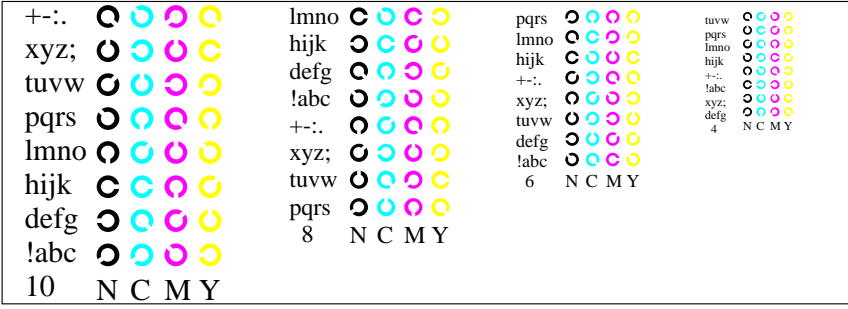 +-:.
xyz;
tuvw
pqrs
lmno
hijk
defg
!abc
10 N C M Y
lmno
hijk
defg
!abc
+-:.
xyz;
tuvw
pqrs
8 N C M Y
pqrs
lmno
hijk
+-:.
xyz;
tuvw
defg
!abc
6 N C M Y
tuvw
pqrs
lmno
hijk
+-:.
!abc
xyz;
defg
4 N C M Y